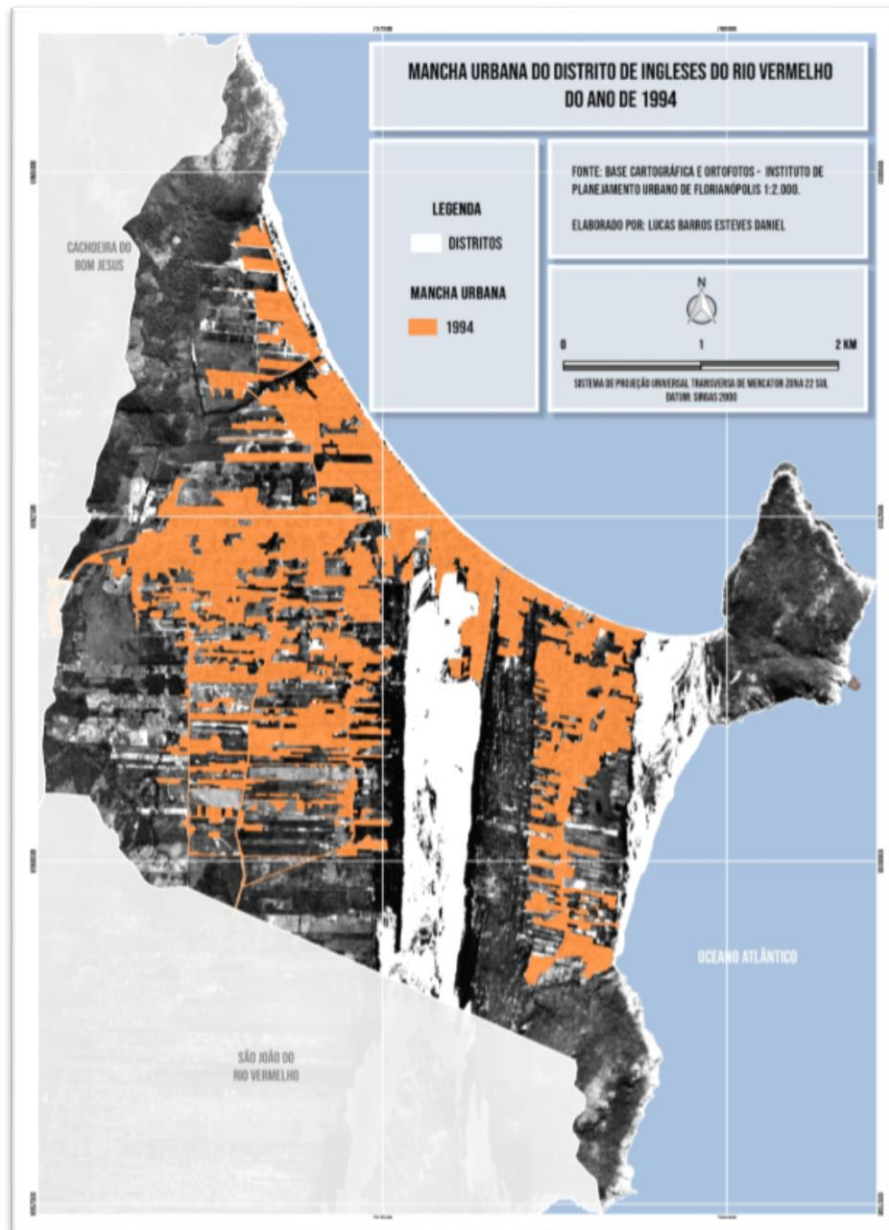 MANCHA URBANA DO DISTRITO DE INGLESES DO RIO VERMELHO
DO ANO DE 1994
LEGENDA
DISTRITOS
MANCHA URBANA
1994
FONTE: BASE CARTOGRÁFICA E ORTOFOTOS - INSTITUTO DE
PLANEJAMENTO URBANO DE FLORIANÓPOLIS 1:2.000.
ELABORADO POR: LUCAS BARROS ESTEVES DANIEL
N
0 1 2 KM
SISTEMA DE PROJEÇÃO UNIVERSAL TRANSVERSA DE MERCATOR ZONA 22 SUL
DATUM: SIRGAS 2000
CACHOEIRA DO
BOM JESUS
OCEANO ATLÂNTICO
SÃO JOÃO DO
RIO VERMELHO